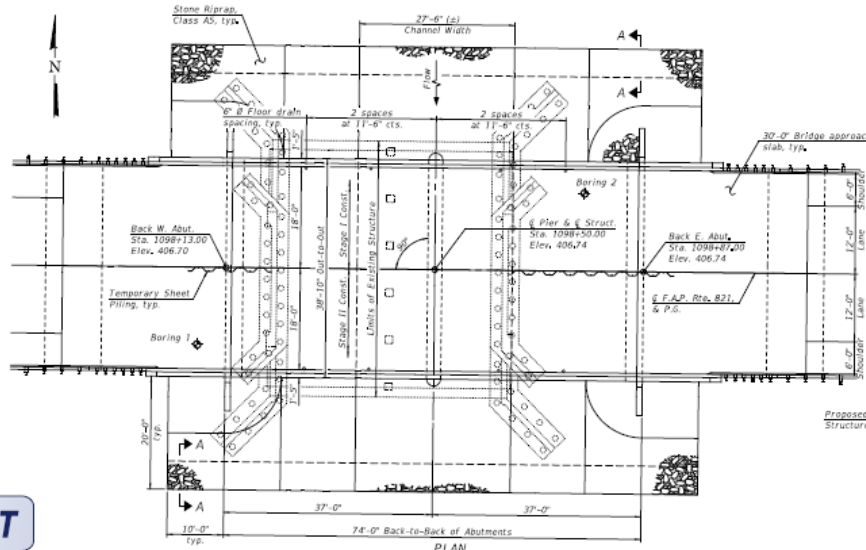 Stone Riprap,
Class A5, typ.
27'-6" (±)
Channel Width
A
A
N
Flow
6" Ø Floor drain
spacing, typ.
2 spaces
at 11'-6" cts.
2 spaces
at 11'-6" cts.
1'-5"
30'-0" Bridge approach
slab, typ.
Boring 2
6'-0"
Shoulder
Back W. Abut.
Sta. 1098+13.00
Elev. 406.70
18'-0"
38'-10" Out-to-Out
Stage II Const.
Stage I Const.
Limits of Existing Structure
90°
℄ Pier & ℄ Struct.
Sta. 1098+50.00
Elev. 406.74
Back E. Abut.
Sta. 1098+87.00
Elev. 406.74
12'-0"
Lane
Temporary Sheet
Piling, typ.
℄ F.A.P. Rte. 821,
& P.G.
Boring 1
18'-0"
12'-0"
Lane
6'-0"
Shoulder
1'-5"
20'-0"
typ.
Proposed
Structure
A
A
37'-0"
37'-0"
10'-0"
typ.
74'-0" Back-to-Back of Abutments
PLAN
T